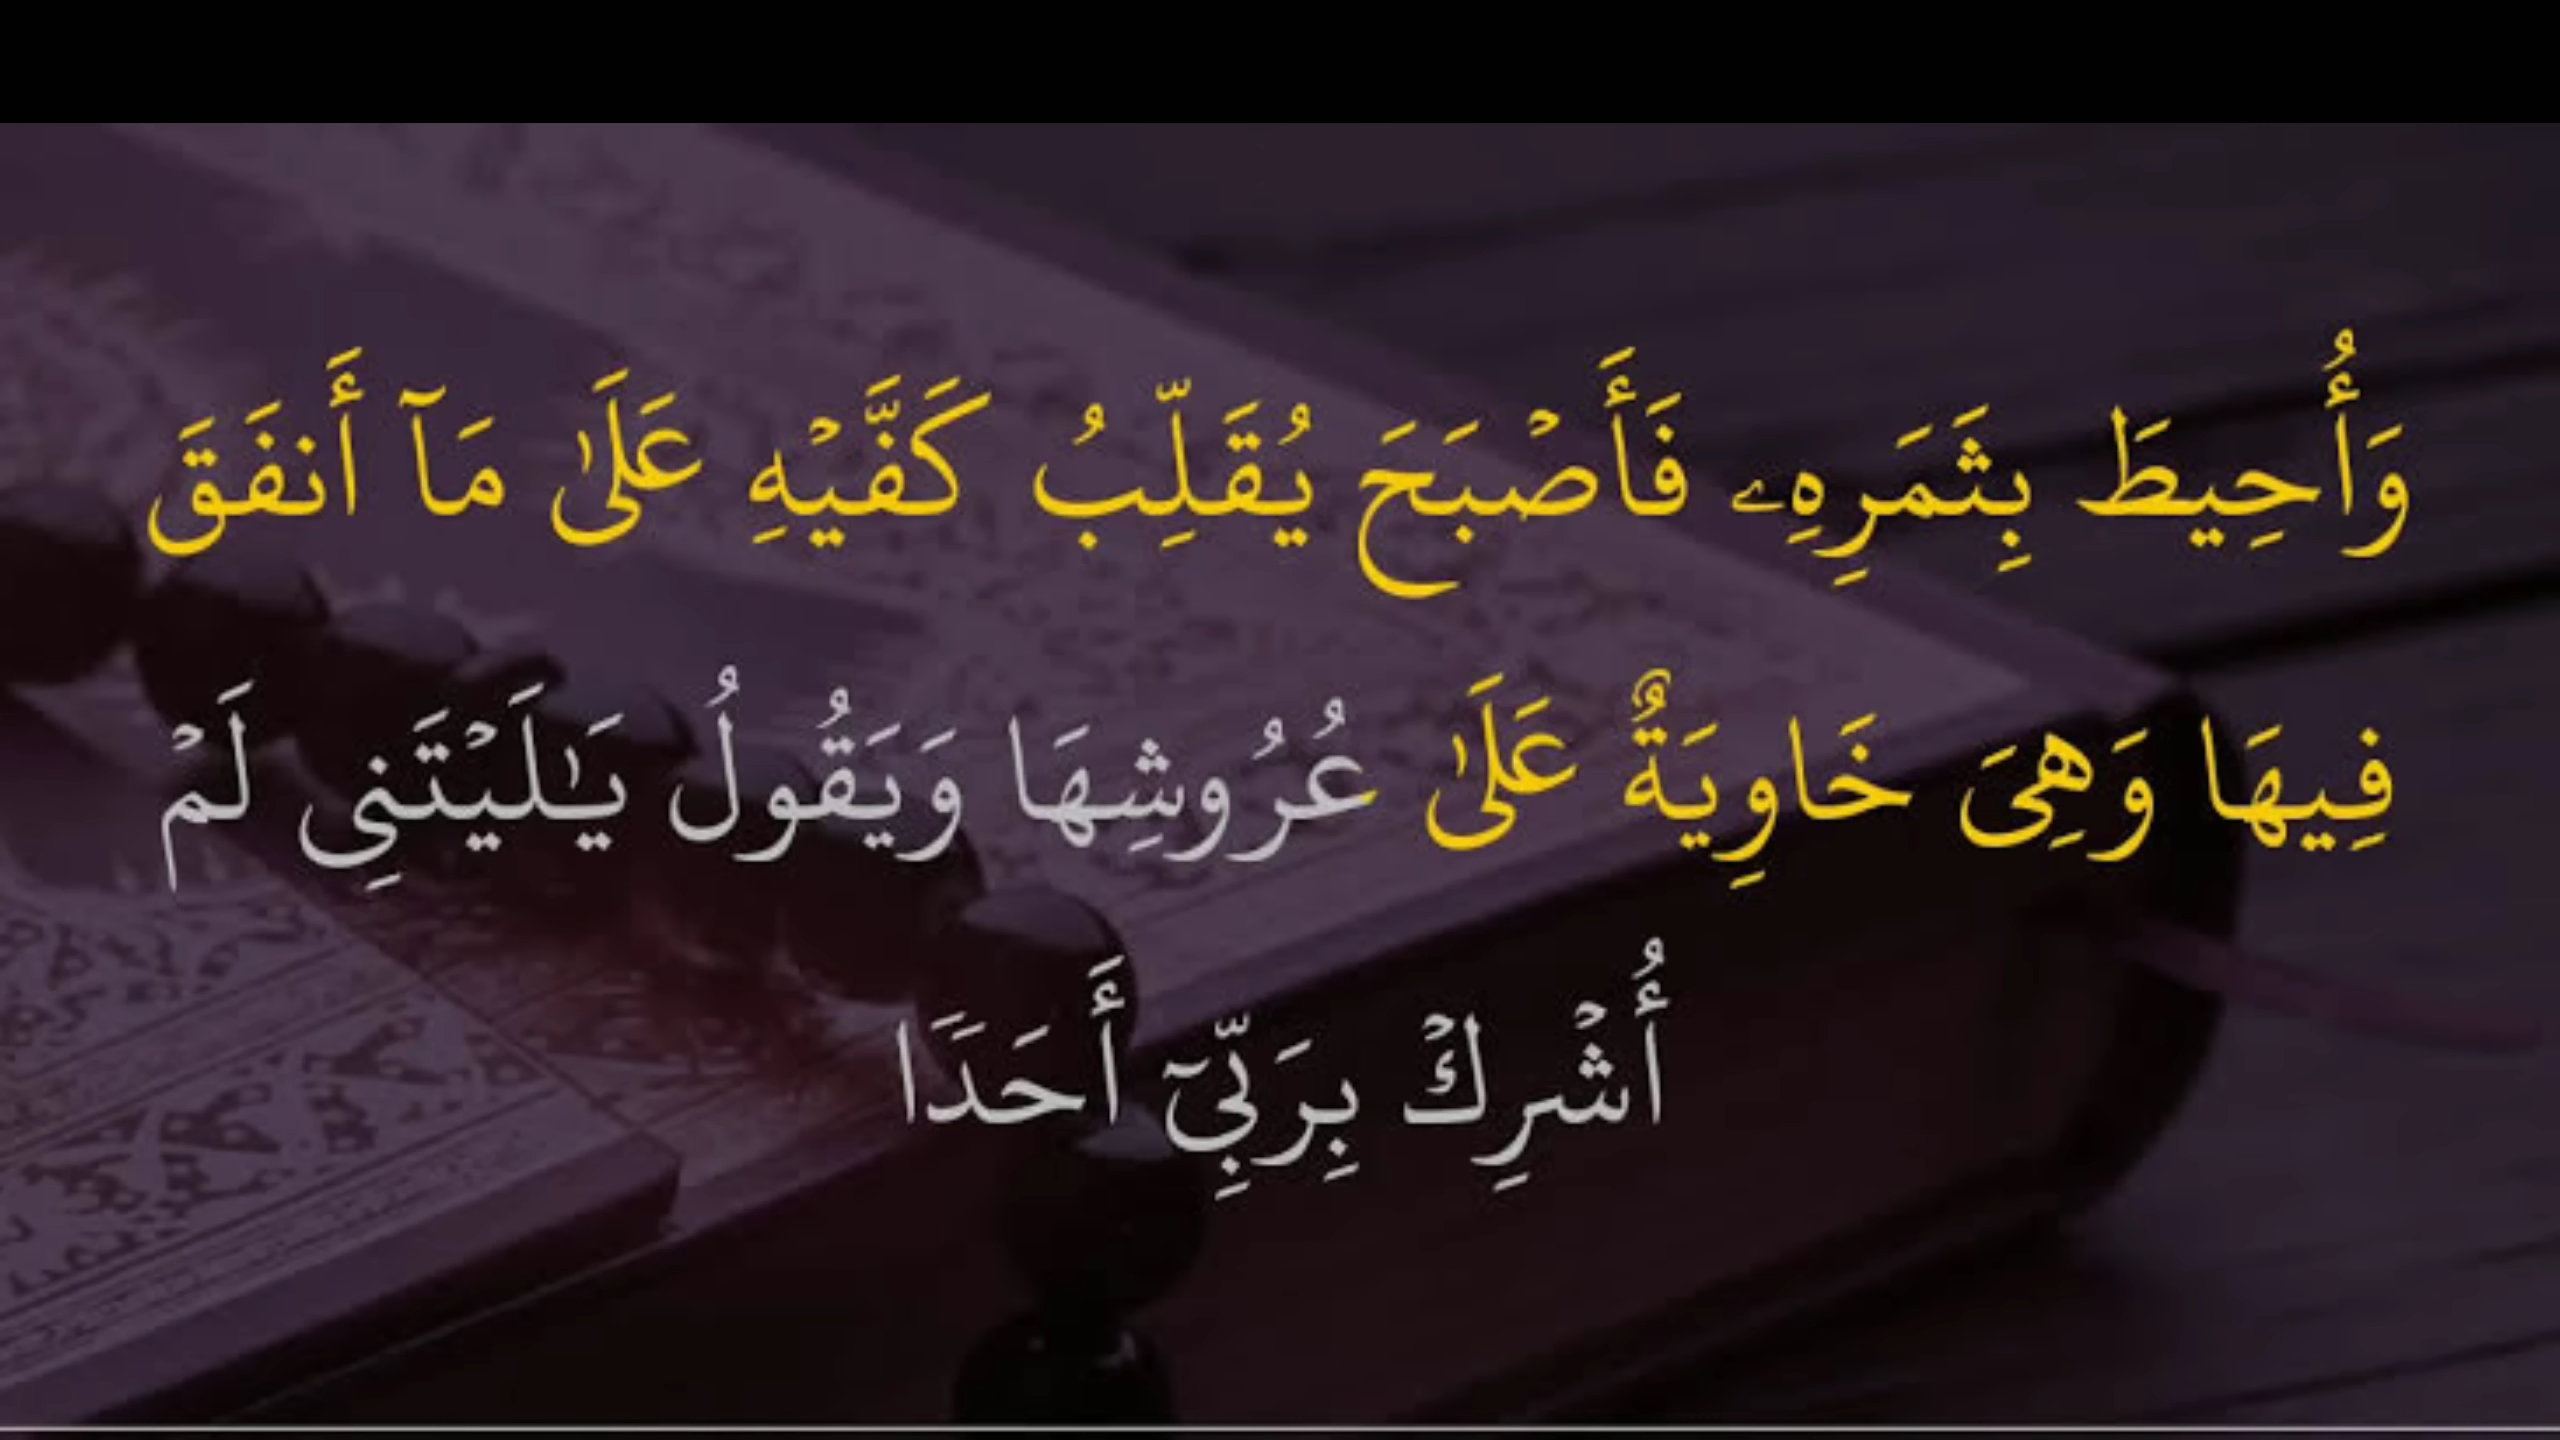 وَأُحِيطَ بِثَمَرِهِۦ فَأَصۡبَحَ يُقَلِّبُ كَفَّيۡهِ عَلَىٰ مَآ أَنفَقَ
فِيهَا وَهِيَ خَاوِيَةٌ عَلَىٰ عُرُوشِهَا وَيَقُولُ يَٰلَيۡتَنِي لَمۡ
أُشۡرِكۡ بِرَبِّيٓ أَحَدٗا